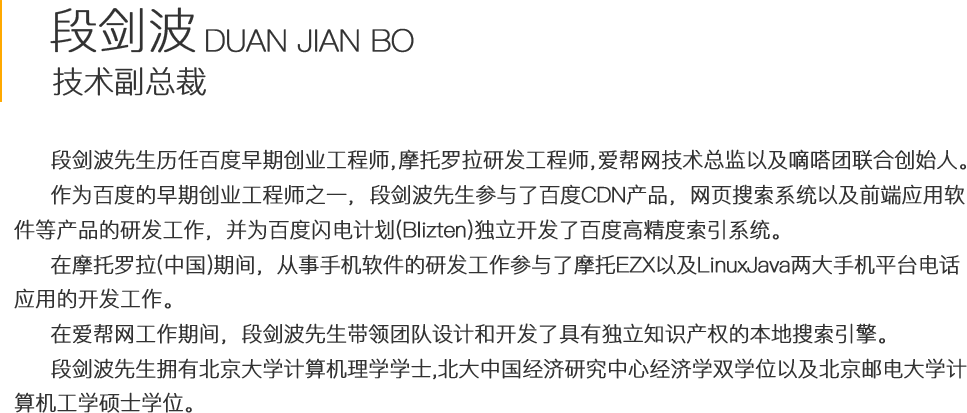 段剑波 DUAN JIAN BO
技术副总裁
段剑波先生历任百度早期创业工程师,摩托罗拉研发工程师,爱帮网技术总监以及嘀嗒团联合创始人。
作为百度的早期创业工程师之一，段剑波先生参与了百度CDN产品，网页搜索系统以及前端应用软
件等产品的研发工作，并为百度闪电计划(Blizten)独立开发了百度高精度索引系统。
在摩托罗拉(中国)期间，从事手机软件的研发工作参与了摩托EZX以及LinuxJava两大手机平台电话
应用的开发工作。
在爱帮网工作期间，段剑波先生带领团队设计和开发了具有独立知识产权的本地搜索引擎。
段剑波先生拥有北京大学计算机理学学士,北大中国经济研究中心经济学双学位以及北京邮电大学计
算机工学硕士学位。